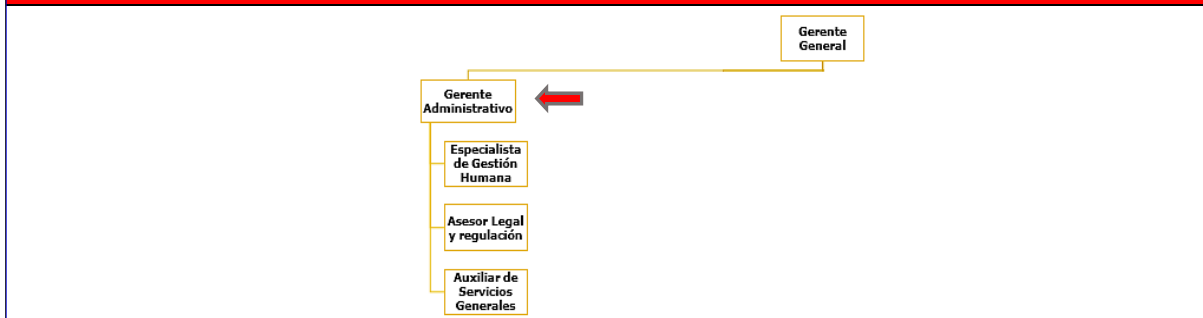 Gerente
General
Gerente
Administrativo
Especialista
de Gestión
Humana
Asesor Legal
y regulación
Auxiliar de
Servicios
Generales